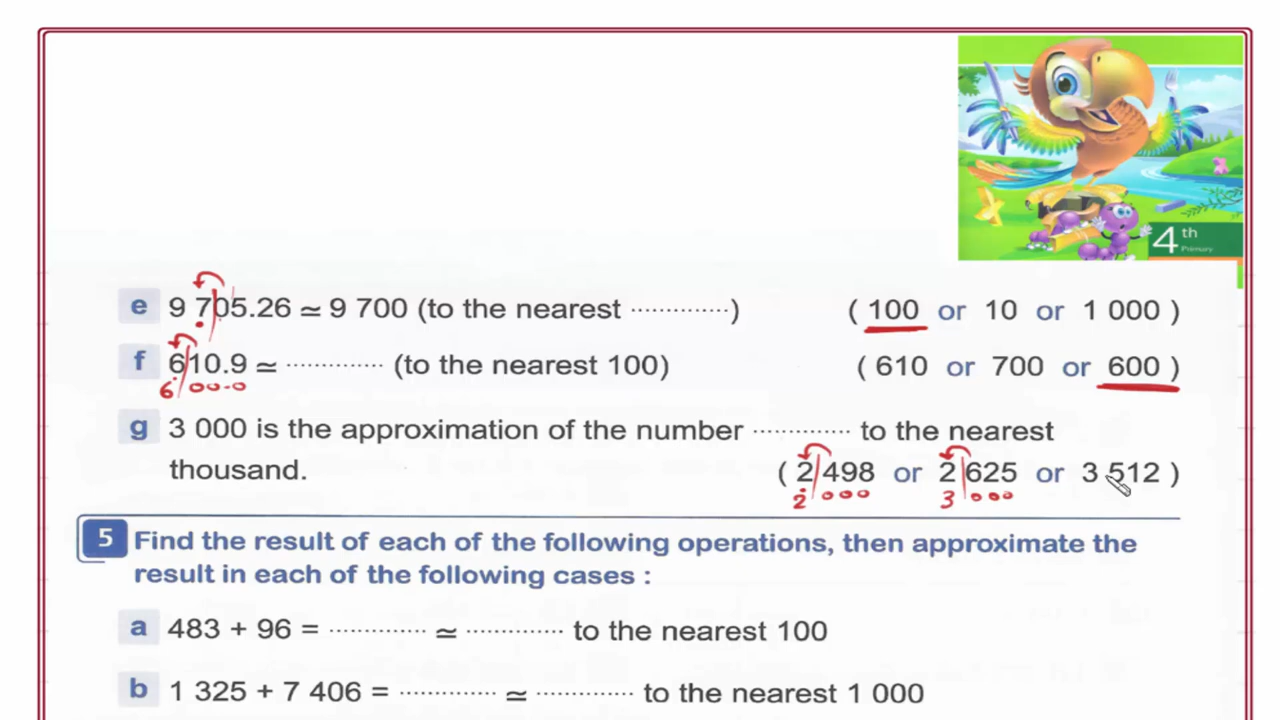 4th
Primary
e 9 705.26 ≃ 9 700 (to the nearest ··············) ( 100 or 10 or 1 000 )
f 610.9 ≃ ·············· (to the nearest 100) ( 610 or 700 or 600 )
6 00.0
g 3 000 is the approximation of the number ·············· to the nearest
thousand. ( 2 498 or 2 625 or 3 512 )
2 000 3 000
5 Find the result of each of the following operations, then approximate the
result in each of the following cases :
a 483 + 96 = ·············· ≃ ·············· to the nearest 100
b 1 325 + 7 406 = ·············· ≃ ·············· to the nearest 1 000